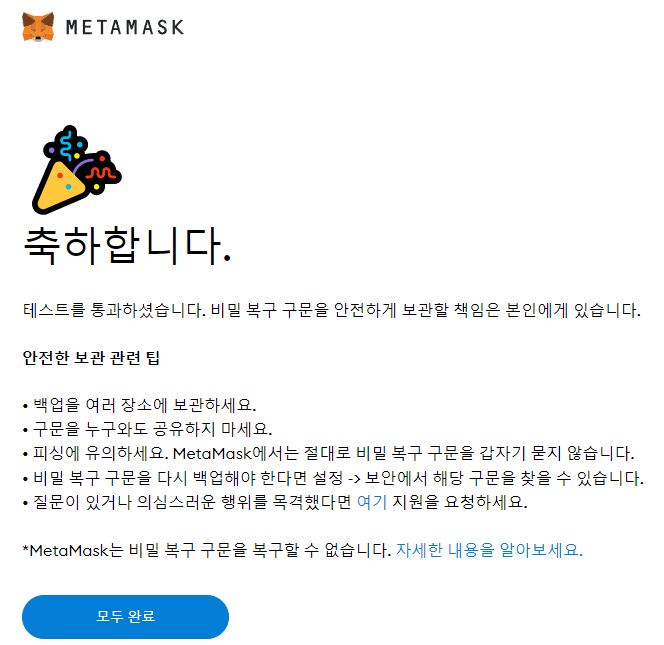 METAMASK
축하합니다.
테스트를 통과하셨습니다. 비밀 복구 구문을 안전하게 보관할 책임은 본인에게 있습니다.
안전한 보관 관련 팁
• 백업을 여러 장소에 보관하세요.
• 구문을 누구와도 공유하지 마세요.
• 피싱에 유의하세요. MetaMask에서는 절대로 비밀 복구 구문을 갑자기 묻지 않습니다.
• 비밀 복구 구문을 다시 백업해야 한다면 설정 -> 보안에서 해당 구문을 찾을 수 있습니다.
• 질문이 있거나 의심스러운 행위를 목격했다면 여기 지원을 요청하세요.
*MetaMask는 비밀 복구 구문을 복구할 수 없습니다. 자세한 내용을 알아보세요.
모두 완료